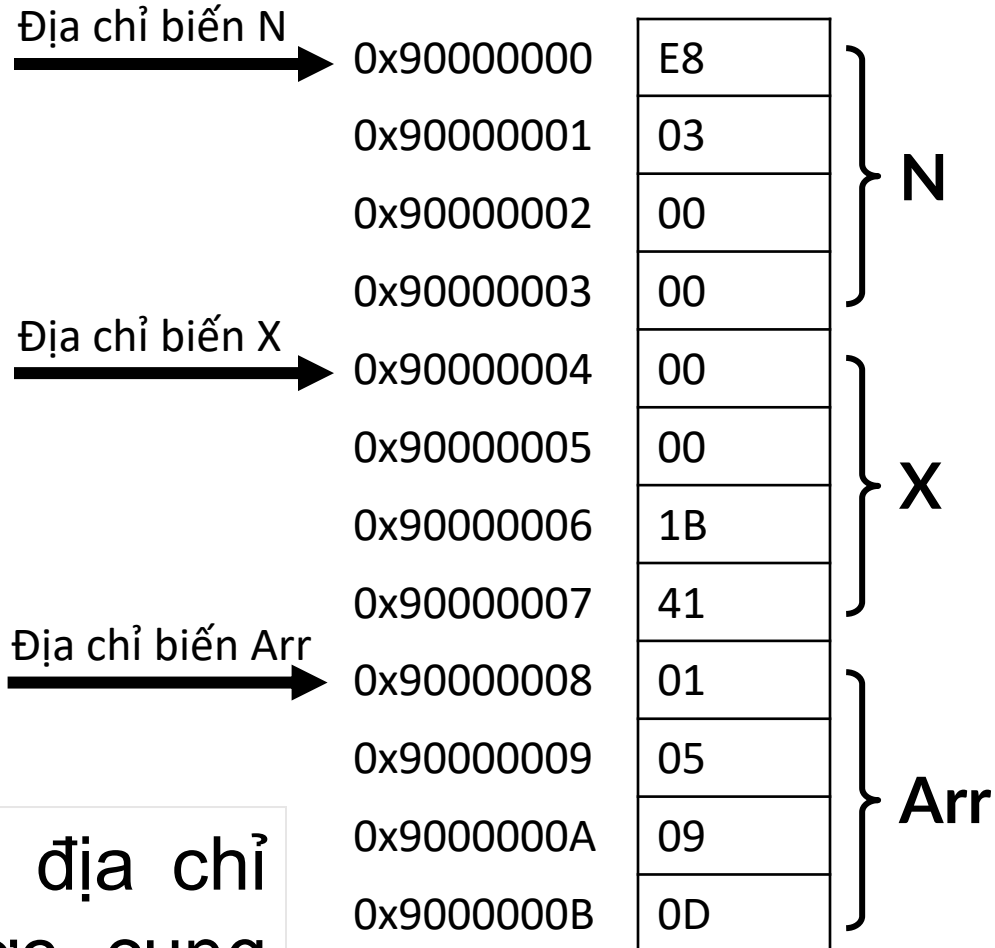 Địa chỉ biến N
0x90000000 E8
0x90000001 03
N
0x90000002 00
0x90000003 00
Địa chỉ biến X
0x90000004 00
0x90000005 00
X
0x90000006 1B
0x90000007 41
Địa chỉ biến Arr
0x90000008 01
0x90000009 05
Arr
0x9000000A 09
0x9000000B 0D
địa chỉ
cung